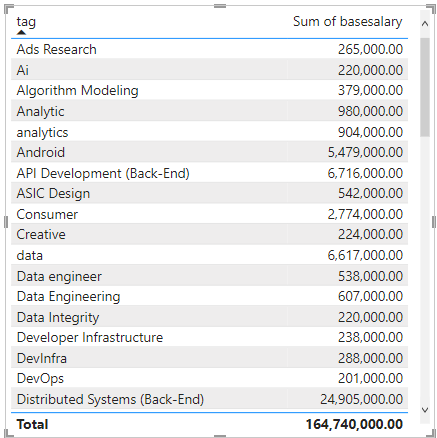 tag Sum of basesalary
Ads Research 265,000.00
Ai 220,000.00
Algorithm Modeling 379,000.00
Analytic 980,000.00
analytics 904,000.00
Android 5,479,000.00
API Development (Back-End) 6,716,000.00
ASIC Design 542,000.00
Consumer 2,774,000.00
Creative 224,000.00
data 6,617,000.00
Data engineer 538,000.00
Data Engineering 607,000.00
Data Integrity 220,000.00
Developer Infrastructure 238,000.00
DevInfra 288,000.00
DevOps 201,000.00
Distributed Systems (Back-End) 24,905,000.00
Total 164,740,000.00